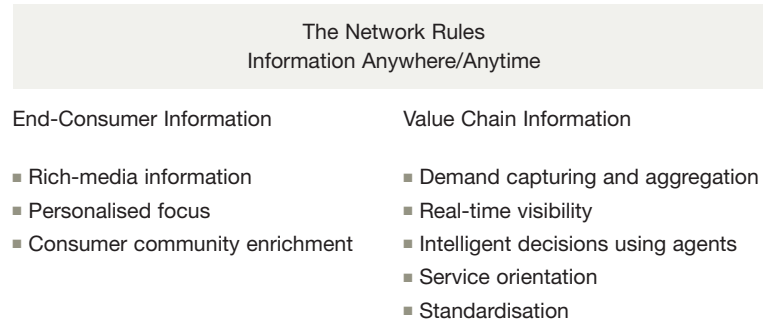 The Network Rules
Information Anywhere/Anytime
End-Consumer Information
■ Rich-media information
■ Personalised focus
■ Consumer community enrichment
Value Chain Information
■ Demand capturing and aggregation
■ Real-time visibility
■ Intelligent decisions using agents
■ Service orientation
■ Standardisation